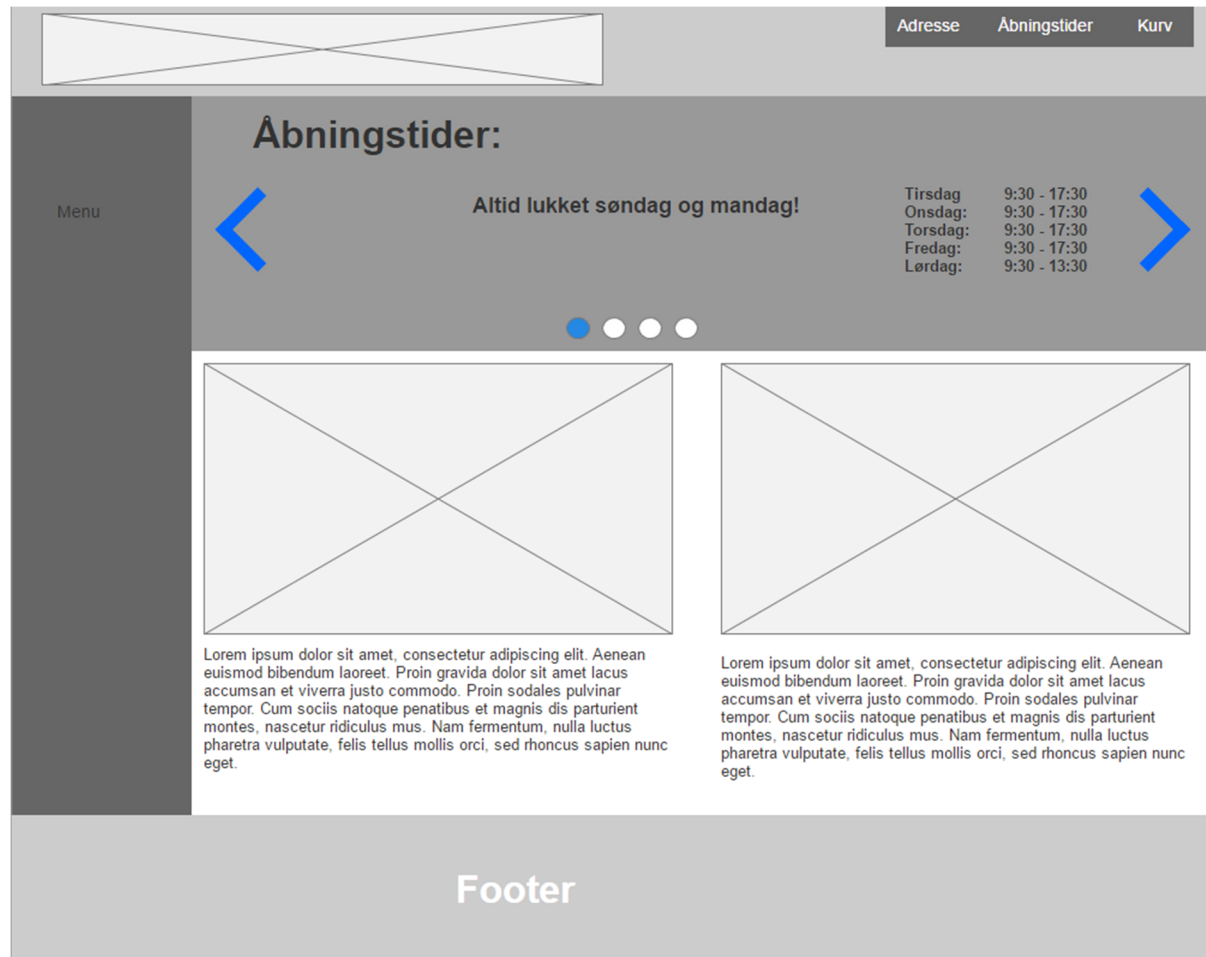 Adresse Åbningstider Kurv
Åbningstider:
Menu
Altid lukket søndag og mandag!
Tirsdag 9:30 - 17:30
Onsdag: 9:30 - 17:30
Torsdag: 9:30 - 17:30
Fredag: 9:30 - 17:30
Lørdag: 9:30 - 13:30
Lorem ipsum dolor sit amet, consectetur adipiscing elit. Aenean
euismod bibendum laoreet. Proin gravida dolor sit amet lacus
accumsan et viverra justo commodo. Proin sodales pulvinar
tempor. Cum sociis natoque penatibus et magnis dis parturient
montes, nascetur ridiculus mus. Nam fermentum, nulla luctus
pharetra vulputate, felis tellus mollis orci, sed rhoncus sapien nunc
eget.
Lorem ipsum dolor sit amet, consectetur adipiscing elit. Aenean
euismod bibendum laoreet. Proin gravida dolor sit amet lacus
accumsan et viverra justo commodo. Proin sodales pulvinar
tempor. Cum sociis natoque penatibus et magnis dis parturient
montes, nascetur ridiculus mus. Nam fermentum, nulla luctus
pharetra vulputate, felis tellus mollis orci, sed rhoncus sapien nunc
eget.
Footer